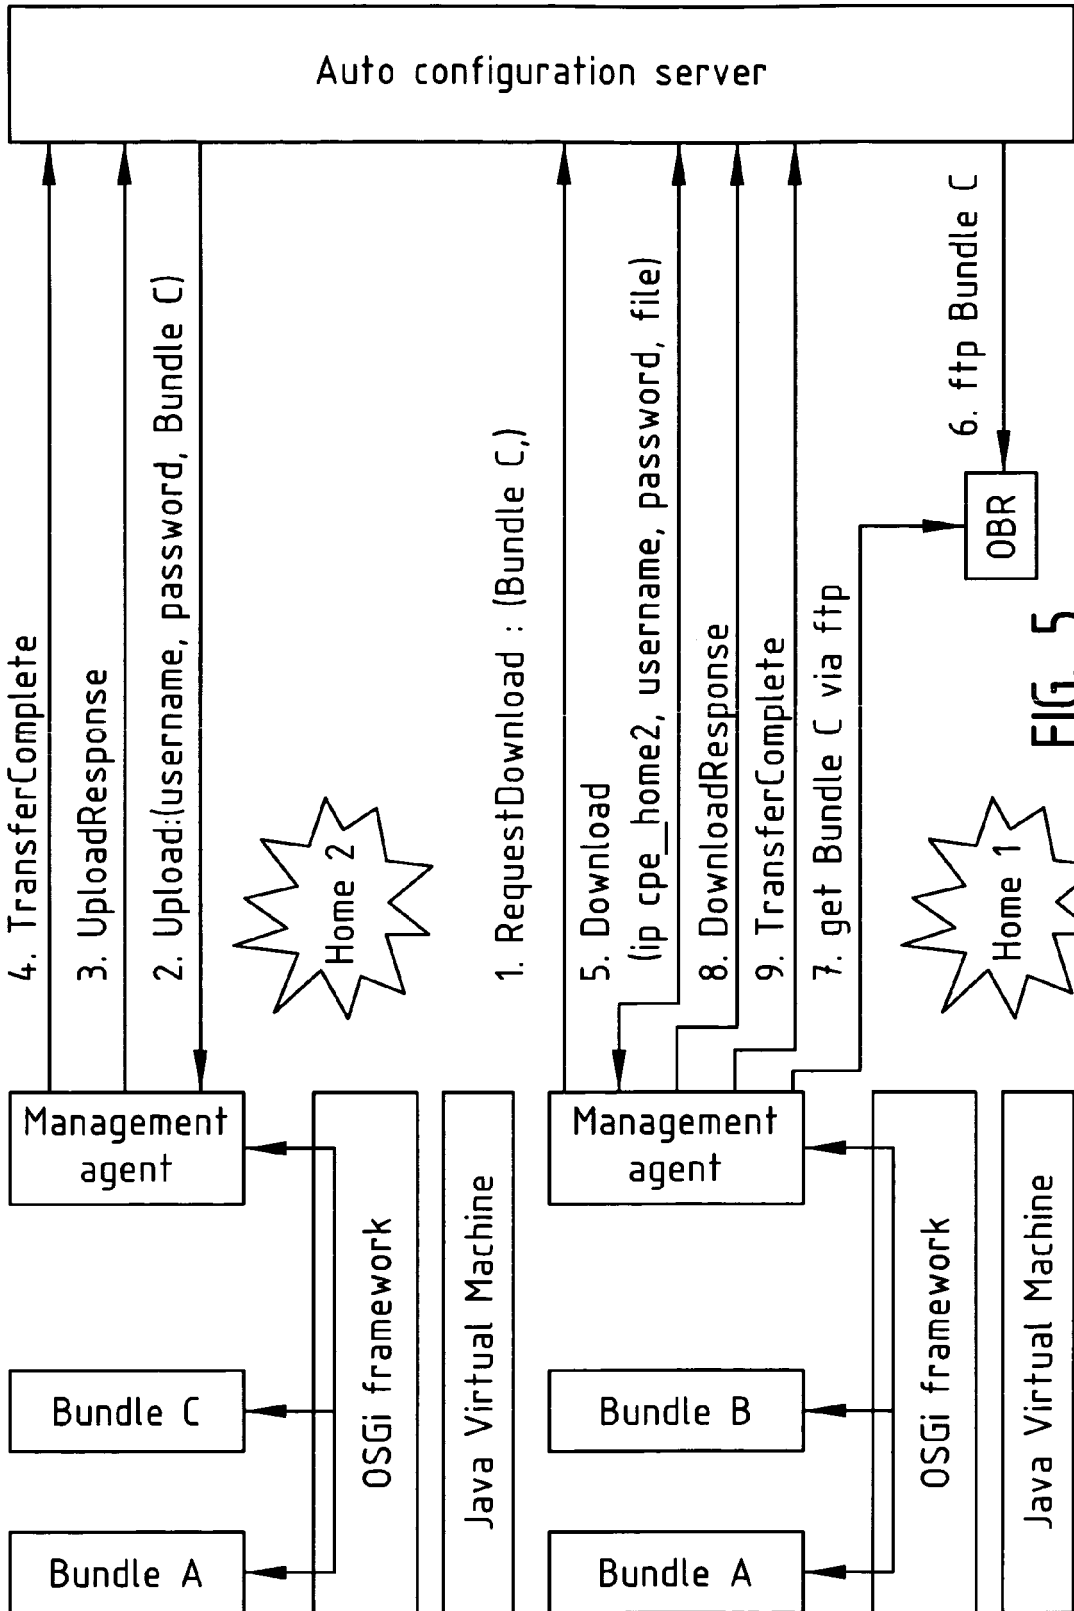 Auto configuration server
4. TransferComplete
3. UploadResponse
2. Upload:(username, password, Bundle C)
Home 2
1. RequestDownload : (Bundle C,)
5. Download
(ip cpe_home2, username, password, file)
8. DownloadResponse
9. TransferComplete
7. get Bundle C via ftp
6. ftp Bundle C
OBR
Home 1
FIG. 5
Management
agent
Bundle C
Bundle A
OSGi framework
Java Virtual Machine
Management
agent
Bundle B
Bundle A
OSGi framework
Java Virtual Machine